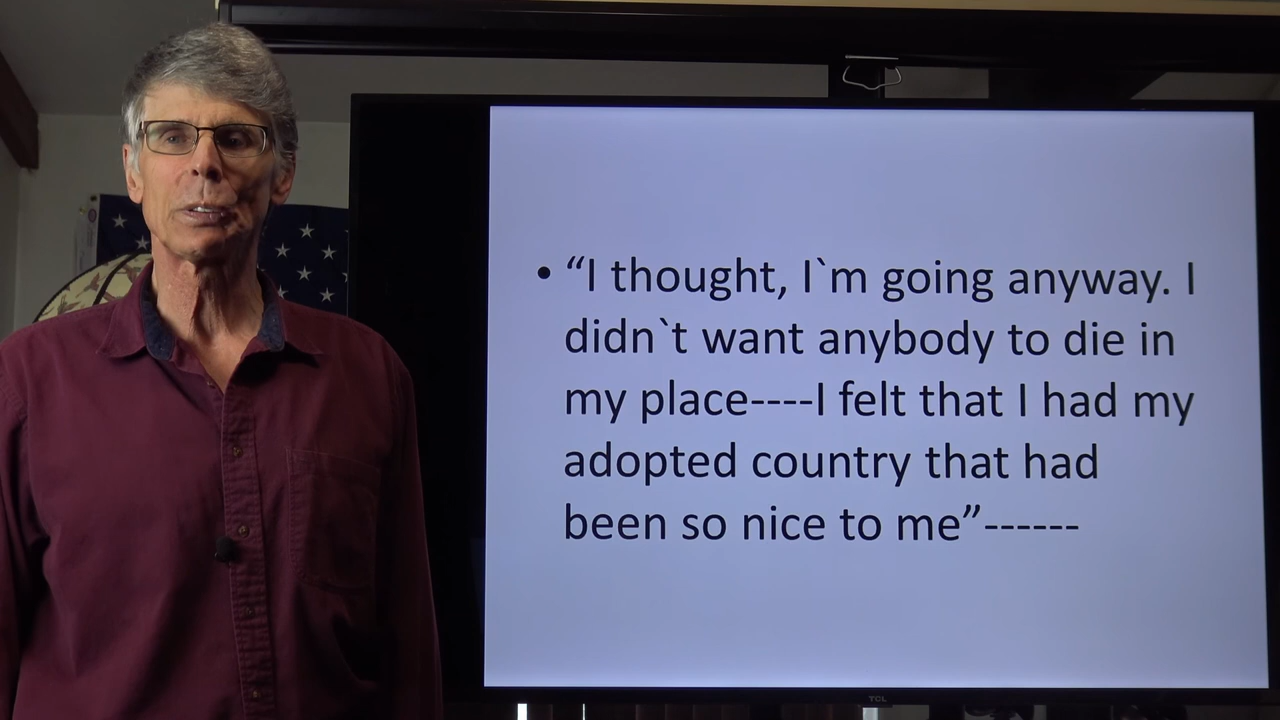 • “I thought, I`m going anyway. I
didn`t want anybody to die in
my place----I felt that I had my
adopted country that had
been so nice to me”------
TCL